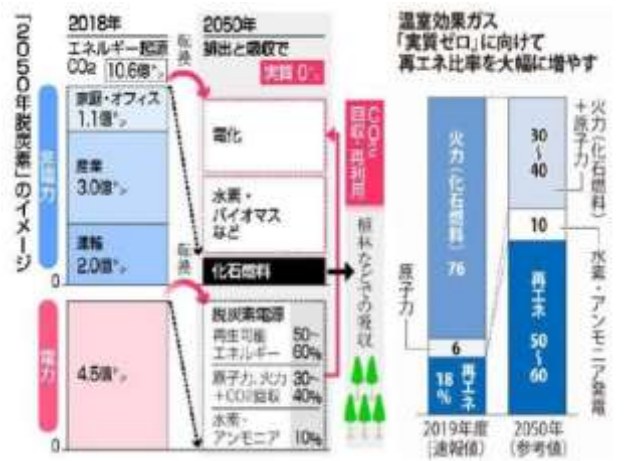 「2050年脱炭素」のイメージ
2018年
エネルギー起源
CO2 10.6億トン
転換
2050年
排出と吸収で
実質0トン
非電力
家庭・オフィス
1.1億トン
産業
3.0億トン
運輸
2.0億トン
0
転換
電化
水素・
バイオマス
など
化石燃料
CO2
回収・再利用
植林などでの吸収
電力
4.5億トン
0
脱炭素電源
再生可能
エネルギー
50~
60%
原子力、火力
+CO2回収
30~
40%
水素・
アンモニア
10%
温室効果ガス
「実質ゼロ」に向けて
再エネ比率を大幅に増やす
火力(化石燃料)
76
原子力
6
再エネ
18
%
2019年度
(速報値)
火力(化石燃料)
+原子力
30
~
40
10
水素・アンモニア発電
再エネ
50
~
60
2050年
(参考値)